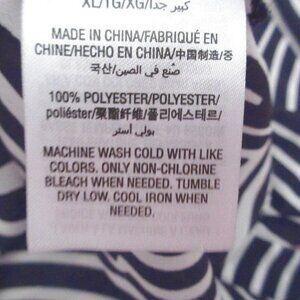 XL/TG/XG/كبير جدا
MADE IN CHINA/FABRIQUÉ EN
CHINE/HECHO EN CHINA/中国制造/중
국산/صنع في الصين/
100% POLYESTER/POLYESTER/
poliéster/聚酯纤维/폴리에스테르/
بولي أستر
MACHINE WASH COLD WITH LIKE
COLORS. ONLY NON-CHLORINE
BLEACH WHEN NEEDED. TUMBLE
DRY LOW. COOL IRON WHEN
NEEDED.